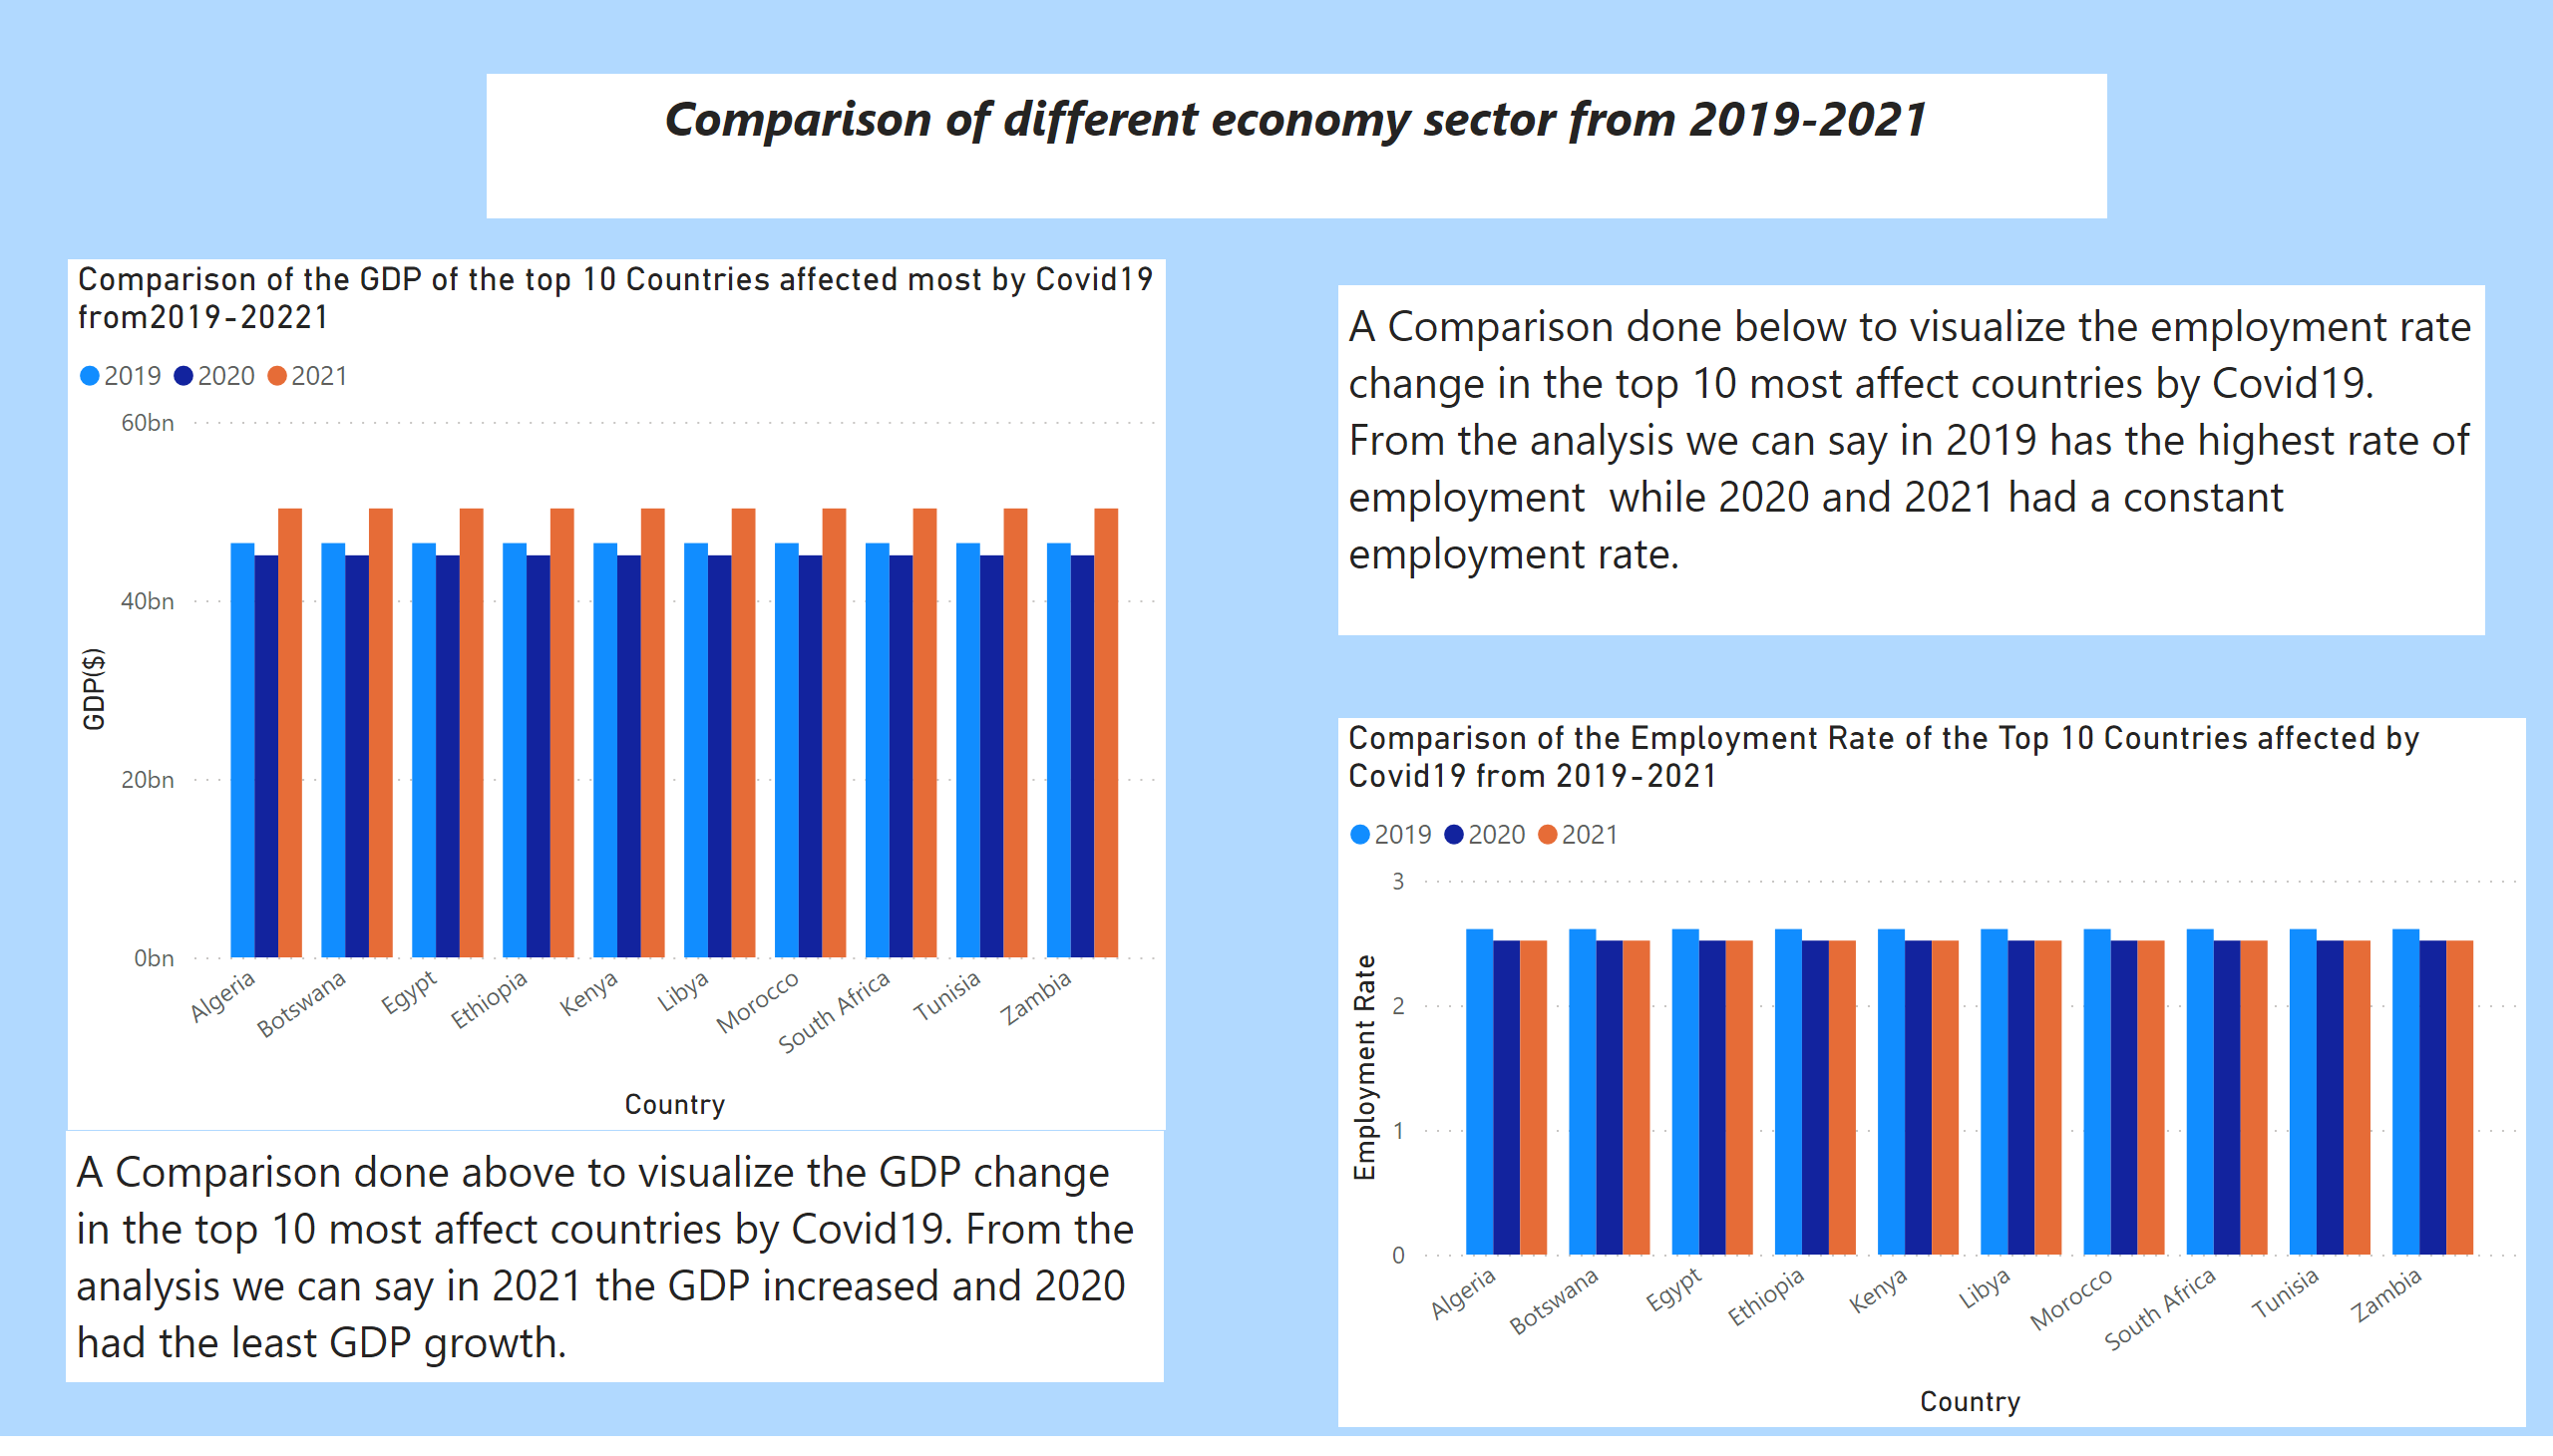 Comparison of different economy sector from 2019-2021
Comparison of the GDP of the top 10 Countries affected most by Covid19
from2019-20221
2019 2020 2021
60bn
40bn
20bn
0bn
GDP($)
Algeria
Botswana
Egypt
Ethiopia
Kenya
Libya
Morocco
South Africa
Tunisia
Zambia
Country
A Comparison done above to visualize the GDP change
in the top 10 most affect countries by Covid19. From the
analysis we can say in 2021 the GDP increased and 2020
had the least GDP growth.
A Comparison done below to visualize the employment rate
change in the top 10 most affect countries by Covid19.
From the analysis we can say in 2019 has the highest rate of
employment  while 2020 and 2021 had a constant
employment rate.
Comparison of the Employment Rate of the Top 10 Countries affected by
Covid19 from 2019-2021
2019 2020 2021
3
2
1
0
Employment Rate
Algeria
Botswana
Egypt
Ethiopia
Kenya
Libya
Morocco
South Africa
Tunisia
Zambia
Country